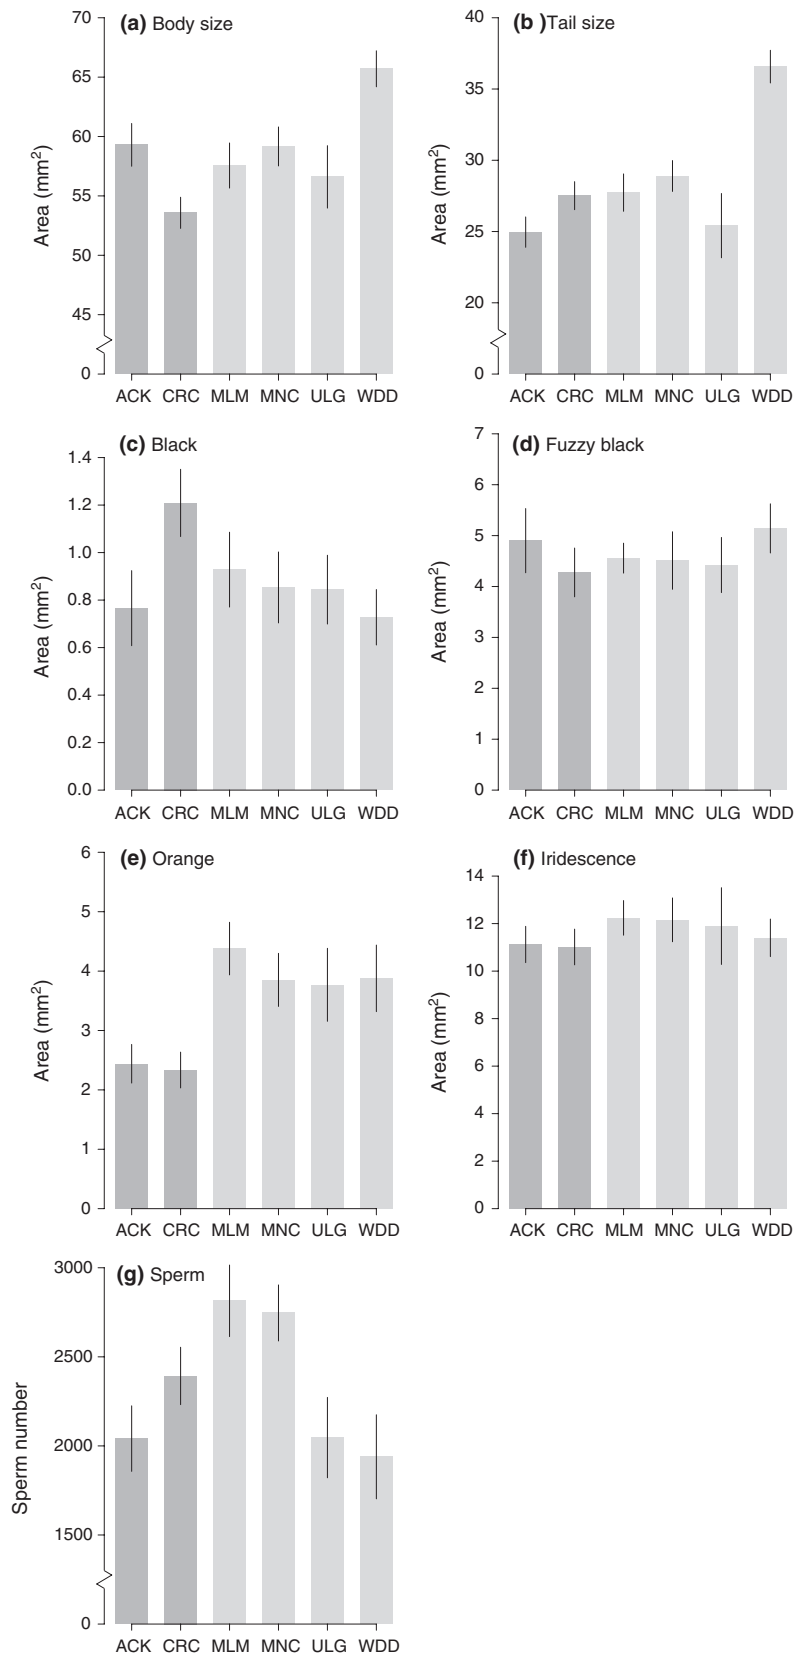 (a) Body size
70
65
60
55
50
45
0
Area (mm2)
ACK CRC MLM MNC ULG WDD
(b )Tail size
40
35
30
25
20
0
Area (mm2)
ACK CRC MLM MNC ULG WDD
(c) Black
1.4
1.2
1.0
0.8
0.6
0.4
0.2
0.0
Area (mm2)
ACK CRC MLM MNC ULG WDD
(d) Fuzzy black
7
6
5
4
3
2
1
0
Area (mm2)
ACK CRC MLM MNC ULG WDD
(e) Orange
6
5
4
3
2
1
0
Area (mm2)
ACK CRC MLM MNC ULG WDD
(f) Iridescence
14
12
10
8
6
4
2
0
Area (mm2)
ACK CRC MLM MNC ULG WDD
(g) Sperm
3000
2500
2000
1500
0
Sperm number
ACK CRC MLM MNC ULG WDD